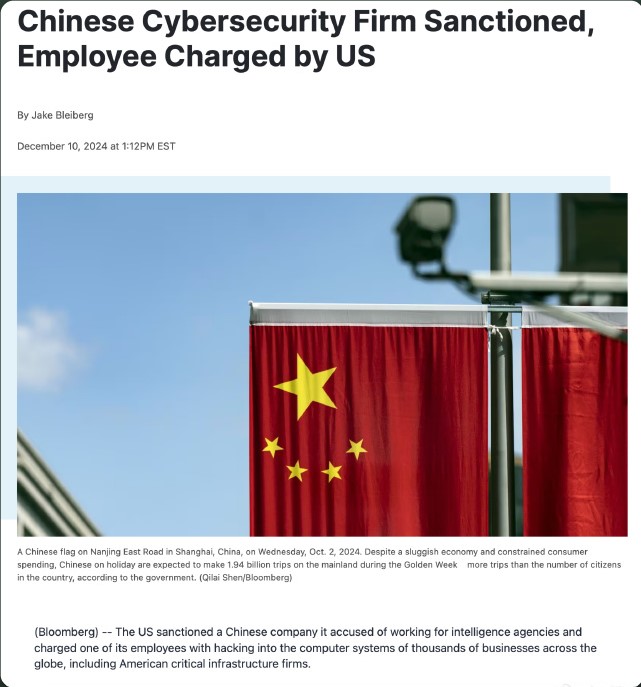 Chinese Cybersecurity Firm Sanctioned,
Employee Charged by US
By Jake Bleiberg
December 10, 2024 at 1:12PM EST
A Chinese flag on Nanjing East Road in Shanghai, China, on Wednesday, Oct. 2, 2024. Despite a sluggish economy and constrained consumer
spending, Chinese on holiday are expected to make 1.94 billion trips on the mainland during the Golden Week more trips than the number of citizens
in the country, according to the government. (Qilai Shen/Bloomberg)
(Bloomberg) -- The US sanctioned a Chinese company it accused of working for intelligence agencies and
charged one of its employees with hacking into the computer systems of thousands of businesses across the
globe, including American critical infrastructure firms.